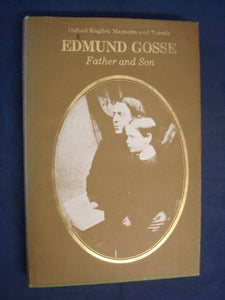 Oxford English Memoirs and Travels
EDMUND GOSSE
Father and Son